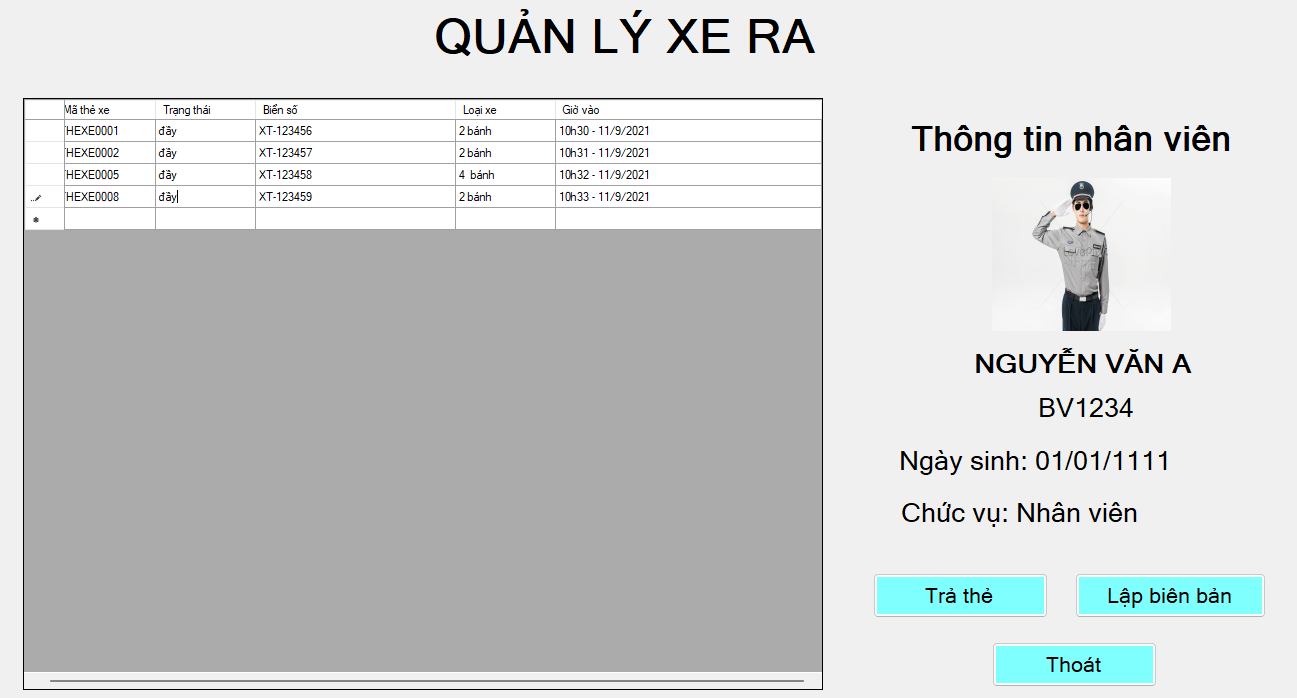 QUẢN LÝ XE RA
Mã thẻ xe Trạng thái Biển số Loại xe Giờ vào
HEXE0001 đầy XT-123456 2 bánh 10h30 - 11/9/2021
HEXE0002 đầy XT-123457 2 bánh 10h31 - 11/9/2021
HEXE0005 đầy XT-123458 4 bánh 10h32 - 11/9/2021
HEXE0008 đầy XT-123459 2 bánh 10h33 - 11/9/2021
Thông tin nhân viên
NGUYỄN VĂN A
BV1234
Ngày sinh: 01/01/1111
Chức vụ: Nhân viên
Trả thẻ
Lập biên bản
Thoát